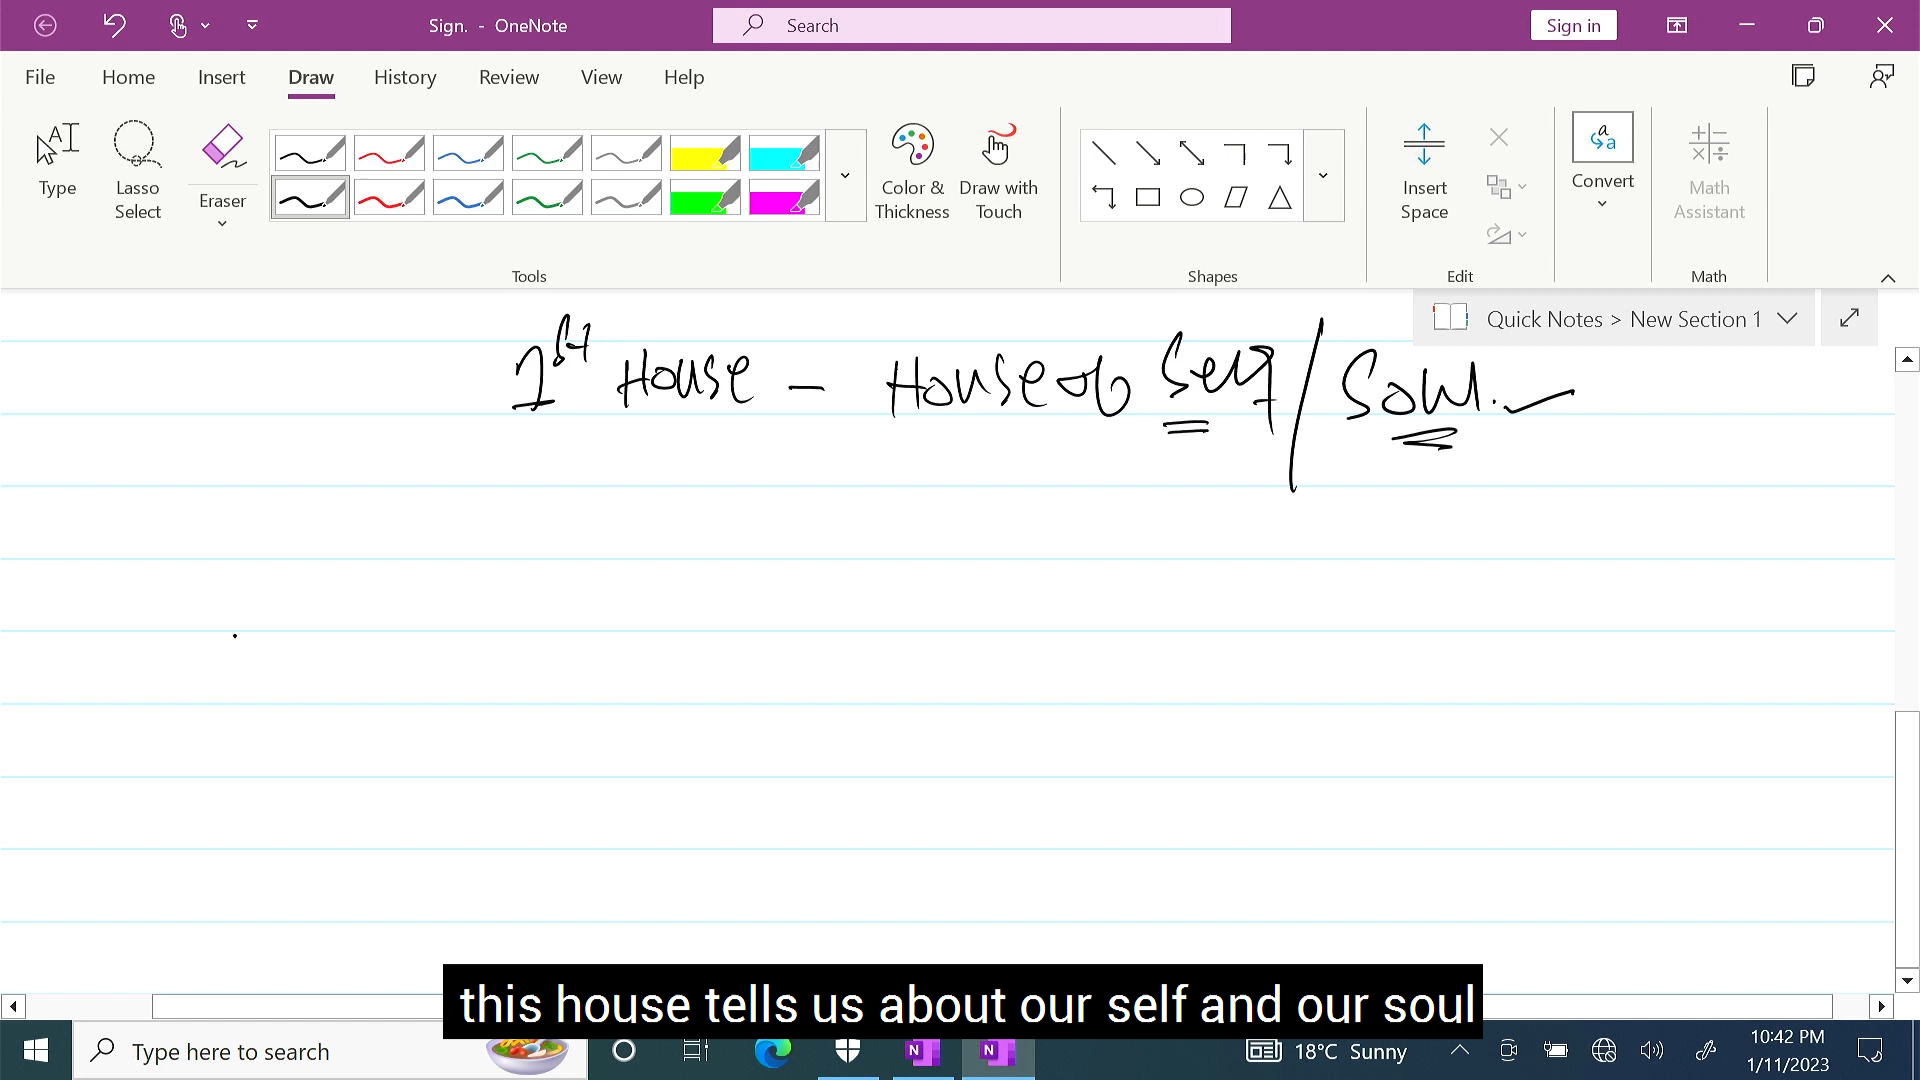 Sign. - OneNote
Search
Sign in
File Home Insert Draw History Review View Help
Type
Lasso Select
Eraser
Color & Thickness
Draw with Touch
Insert Space
Convert
Math Assistant
Tools
Shapes
Edit
Math
Quick Notes > New Section 1
1st House - House of Self / Soul.
this house tells us about our self and our soul
Type here to search
18°C Sunny
10:42 PM
1/11/2023